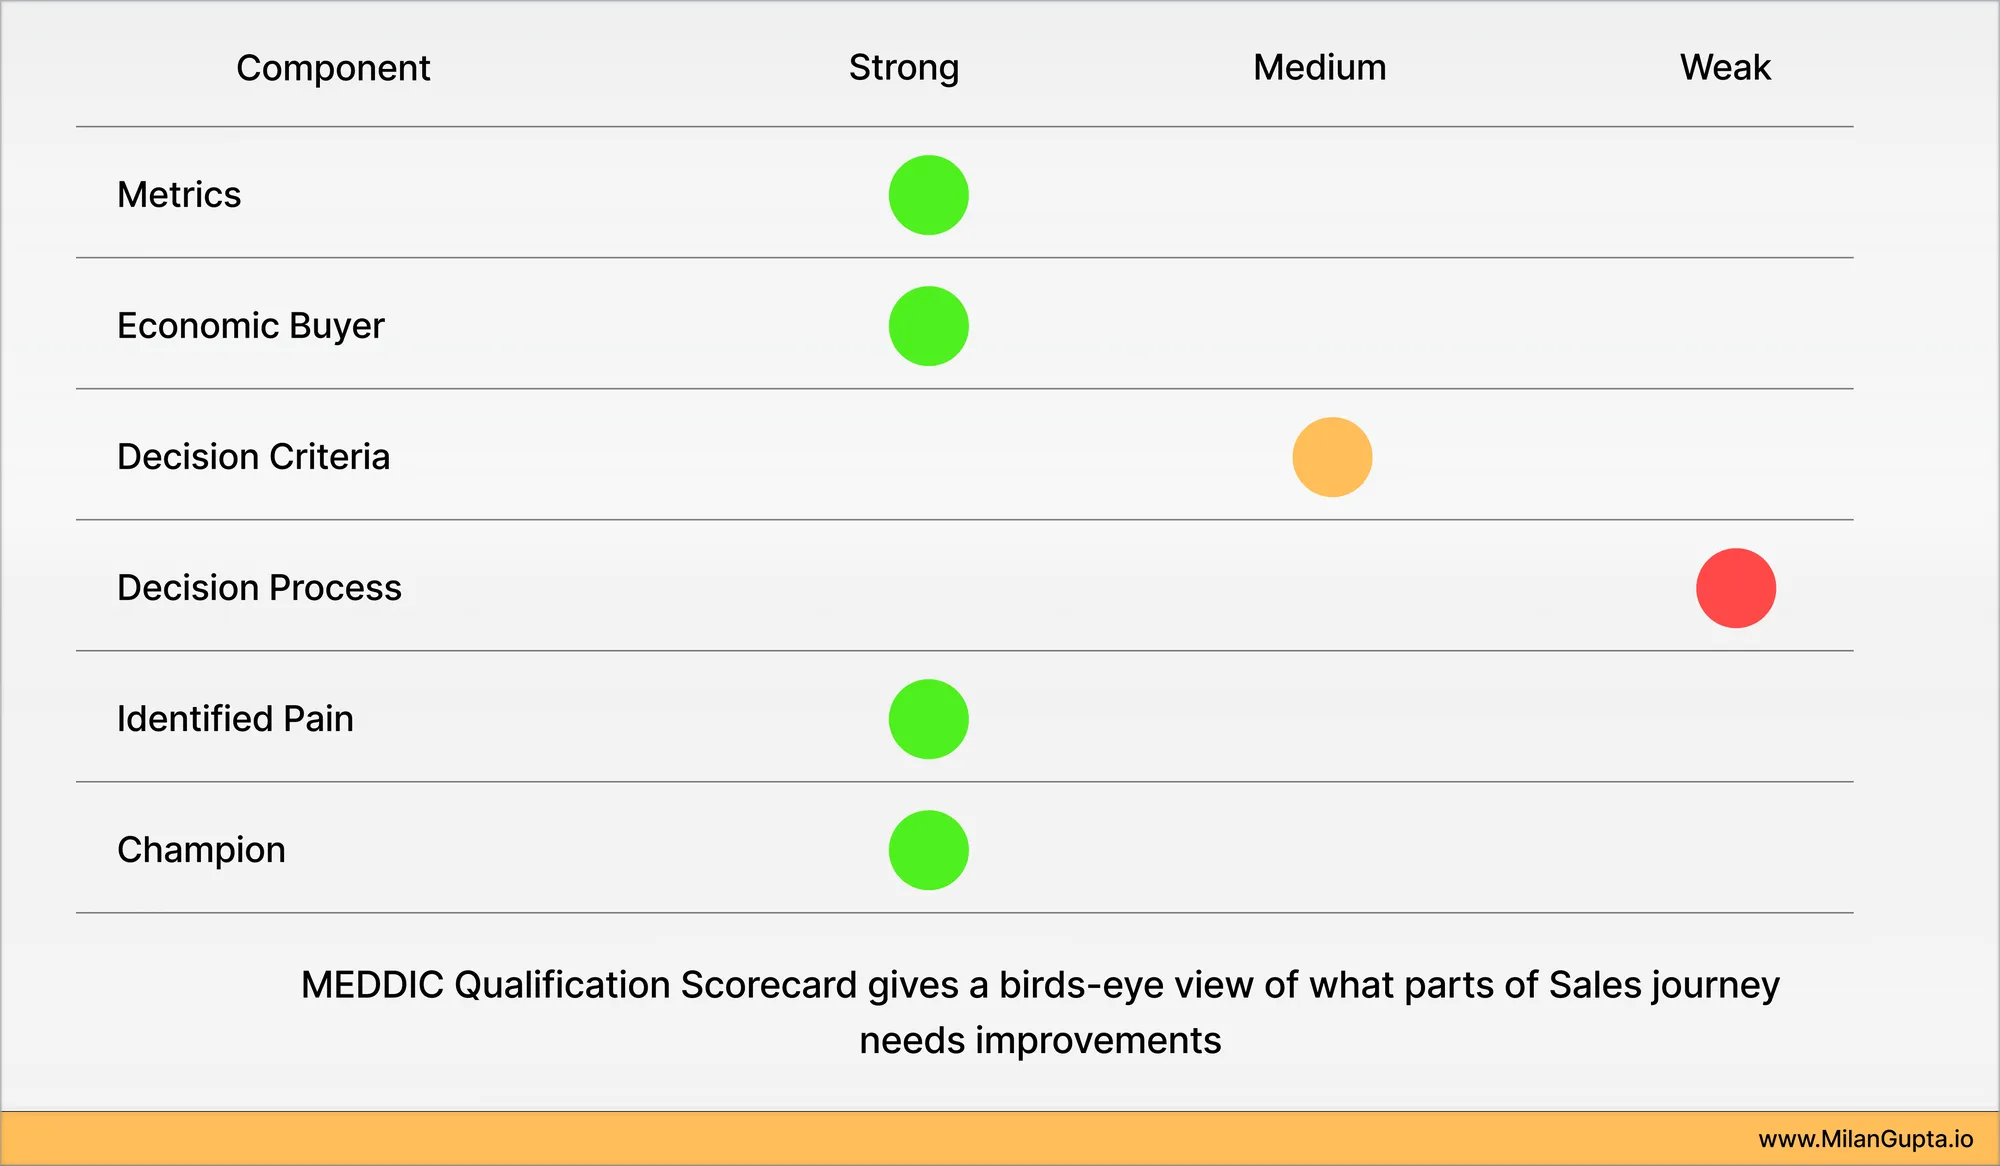 Component Strong Medium Weak
Metrics
Economic Buyer
Decision Criteria
Decision Process
Identified Pain
Champion
MEDDIC Qualification Scorecard gives a birds-eye view of what parts of Sales journey
needs improvements
www.MilanGupta.io